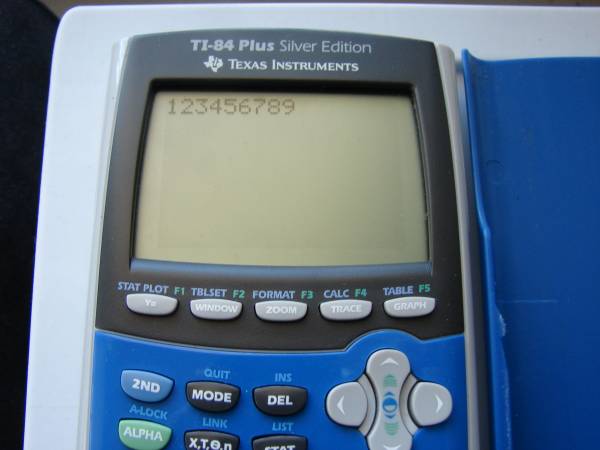 TI-84 Plus Silver Edition
TEXAS INSTRUMENTS
123456789
STAT PLOT F1 TBLSET F2 FORMAT F3 CALC F4 TABLE F5
Y= WINDOW ZOOM TRACE GRAPH
QUIT INS
2ND MODE DEL
A-LOCK LINK LIST
ALPHA X,T,Θ,n STAT